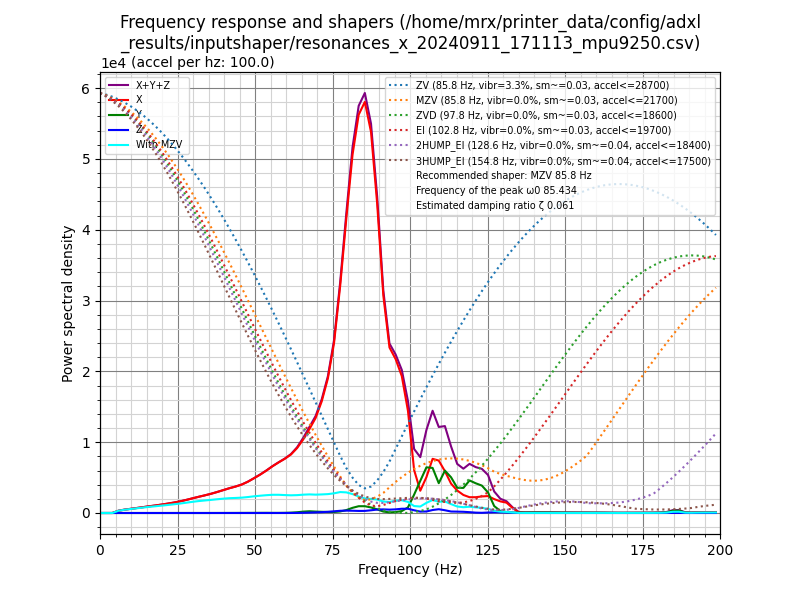 Frequency response and shapers (/home/mrx/printer_data/config/adxl
_results/inputshaper/resonances_x_20240911_171113_mpu9250.csv)
1e4 (accel per hz: 100.0)
X+Y+Z
X
Y
Z
With MZV
ZV (85.8 Hz, vibr=3.3%, sm~=0.03, accel<=28700)
MZV (85.8 Hz, vibr=0.0%, sm~=0.03, accel<=21700)
ZVD (97.8 Hz, vibr=0.0%, sm~=0.03, accel<=18600)
EI (102.8 Hz, vibr=0.0%, sm~=0.03, accel<=19700)
2HUMP_EI (128.6 Hz, vibr=0.0%, sm~=0.04, accel<=18400)
3HUMP_EI (154.8 Hz, vibr=0.0%, sm~=0.04, accel<=17500)
Recommended shaper: MZV 85.8 Hz
Frequency of the peak ω0 85.434
Estimated damping ratio ζ 0.061
Power spectral density
6
5
4
3
2
1
0
0 25 50 75 100 125 150 175 200
Frequency (Hz)